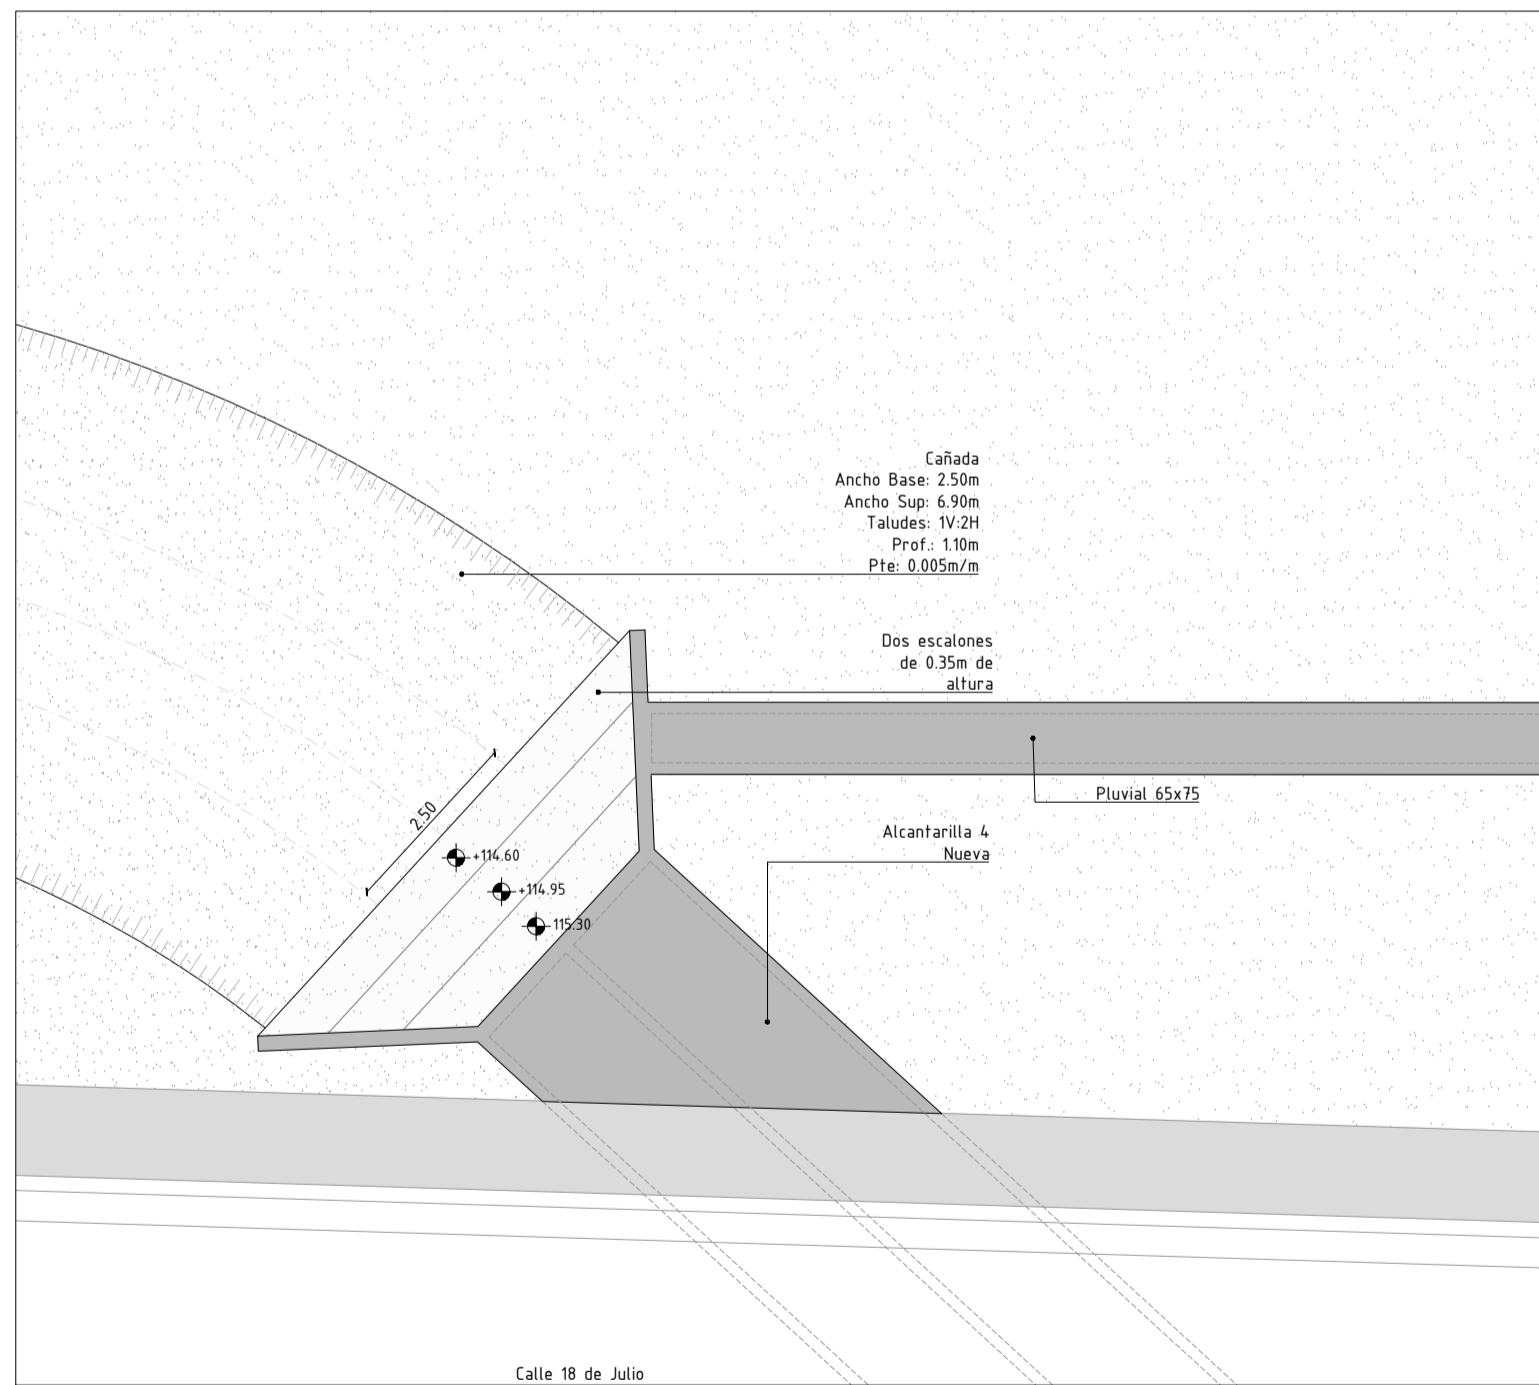 Cañada
Ancho Base: 2.50m
Ancho Sup: 6.90m
Taludes: 1V:2H
Prof.: 1.10m
Pte: 0.005m/m
Dos escalones
de 0.35m de
altura
Pluvial 65x75
2.50
Alcantarilla 4
Nueva
+114.60
+114.95
115.30
Calle 18 de Julio